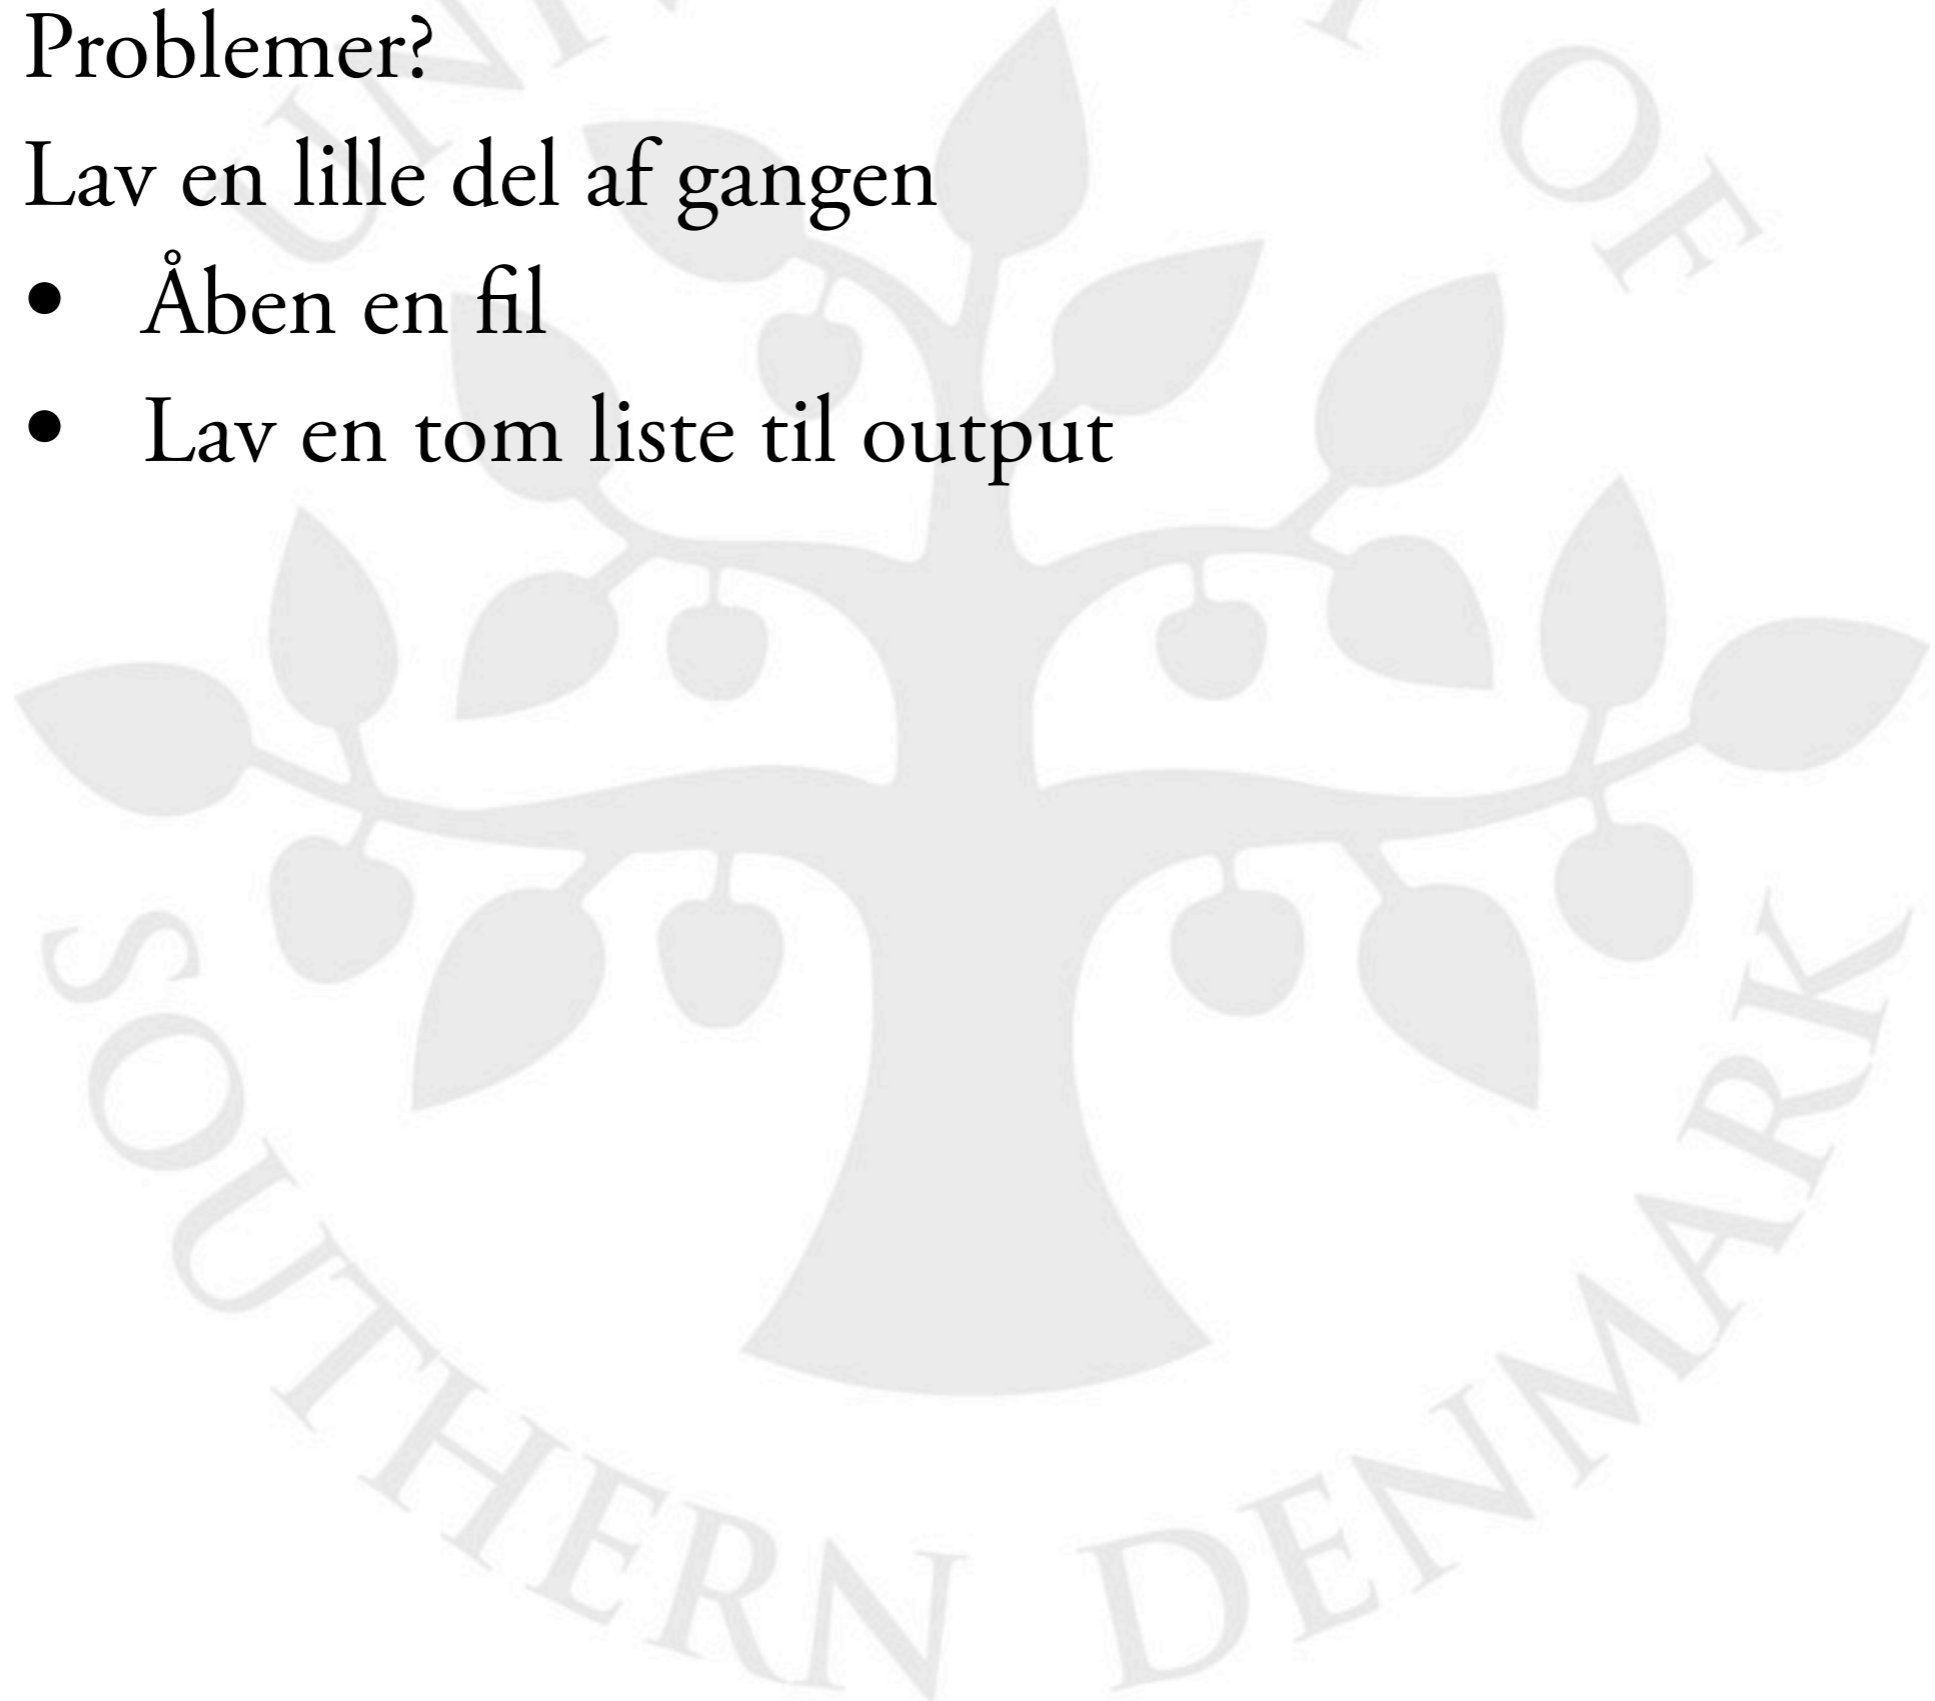 Problemer?
Lav en lille del af gangen
• Åben en fil
• Lav en tom liste til output
OF
SOUTHERN DENMARK